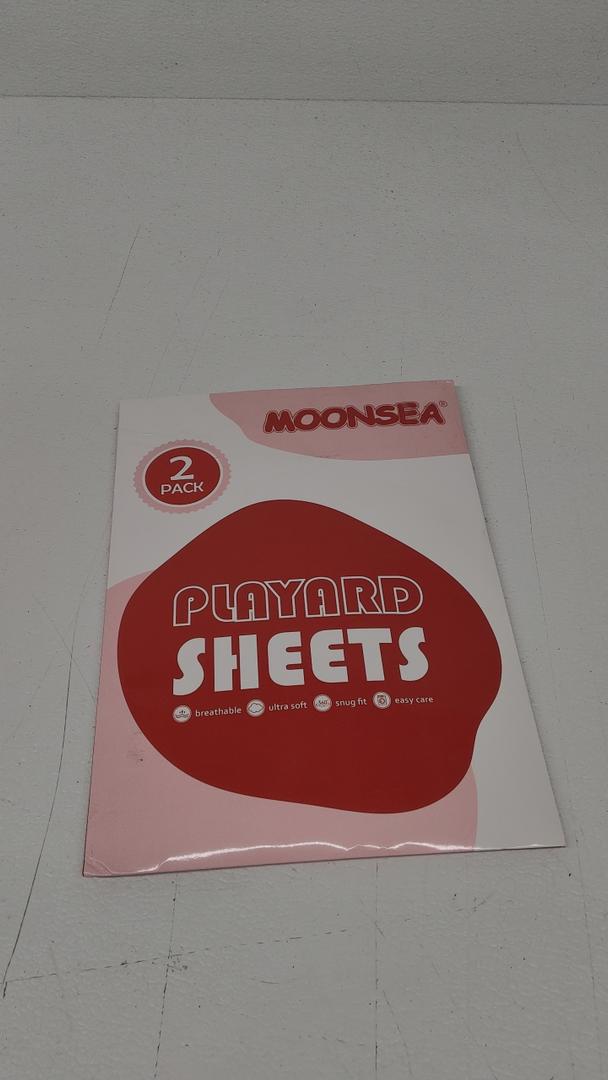 MOONSEA®
2
PACK
PLAYARD
SHEETS
breathable ultra soft snug fit easy care